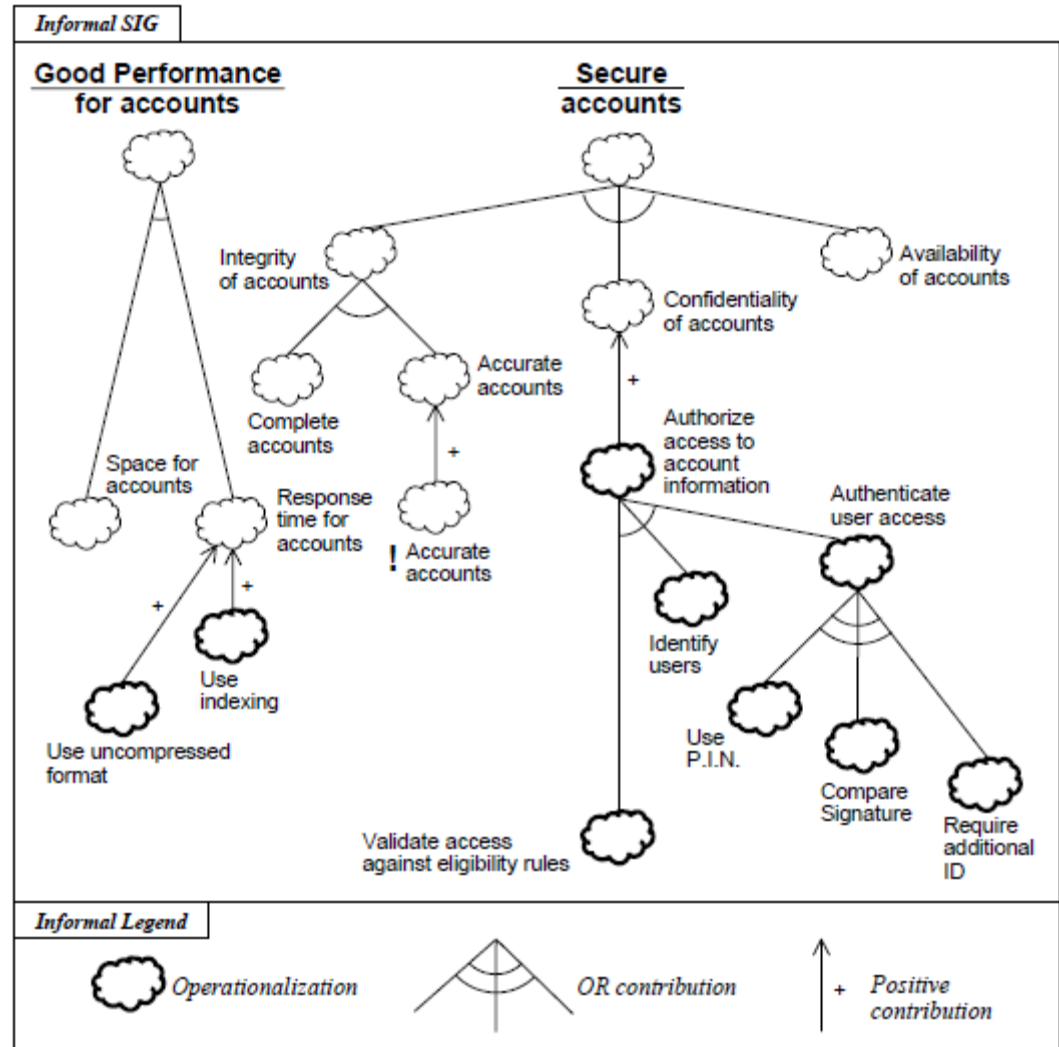 Informal SIG
Good Performance
for accounts
Secure
accounts
Integrity
of accounts
Availability
of accounts
Confidentiality
of accounts
Accurate
accounts
Complete
accounts
+
+
Authorize
access to
account
information
Space for
accounts
Response
time for
accounts
! Accurate
accounts
Authenticate
user access
+
+
Identify
users
Use
indexing
Use uncompressed
format
Use
P.I.N.
Compare
Signature
Require
additional
ID
Validate access
against eligibility rules
Informal Legend
Operationalization
OR contribution
+
Positive
contribution